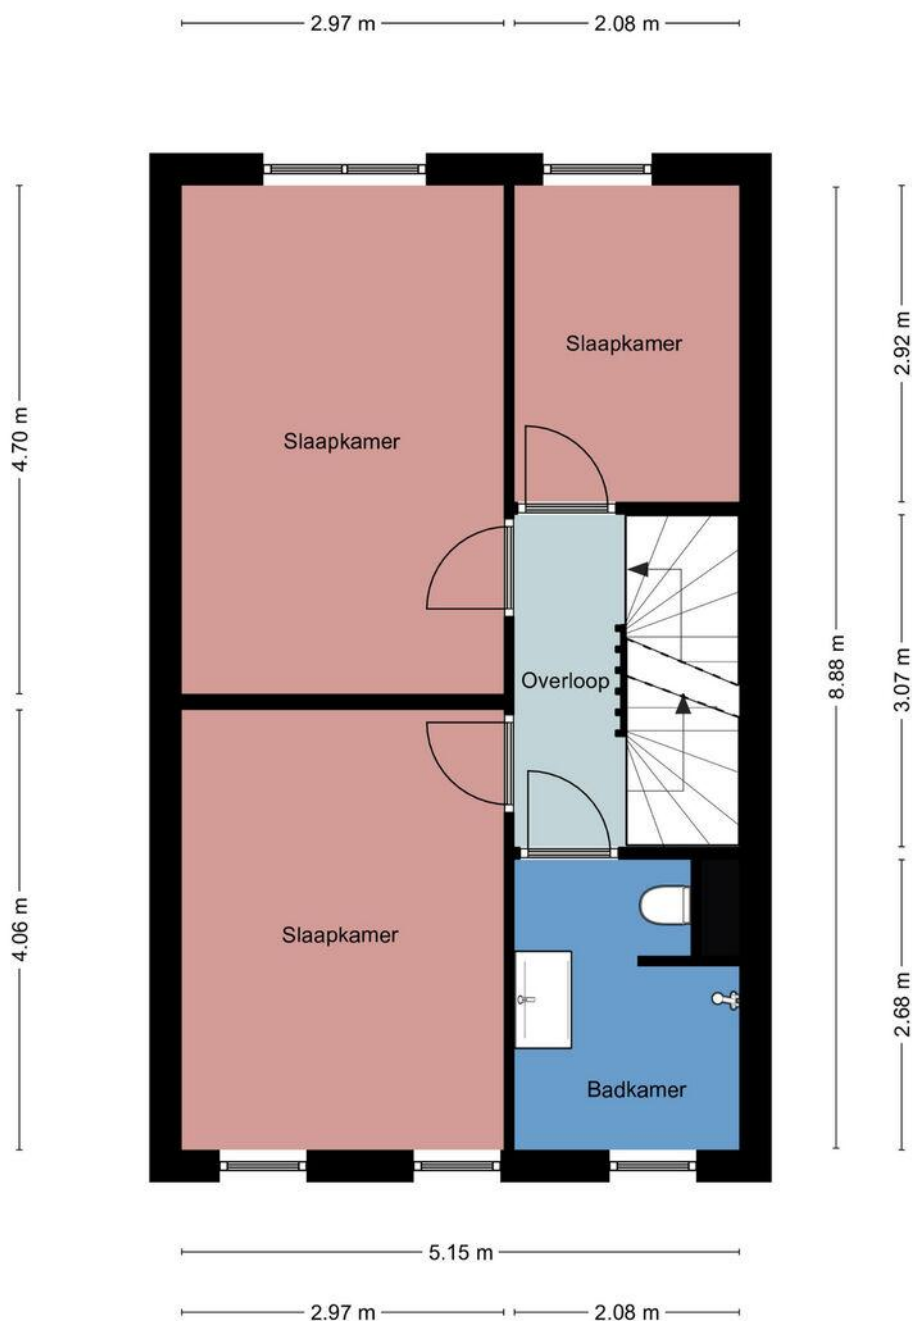 2.97 m
2.08 m
Slaapkamer
2.92 m
4.70 m
Slaapkamer
8.88 m
Overloop
3.07 m
4.06 m
Slaapkamer
2.68 m
Badkamer
5.15 m
2.97 m
2.08 m